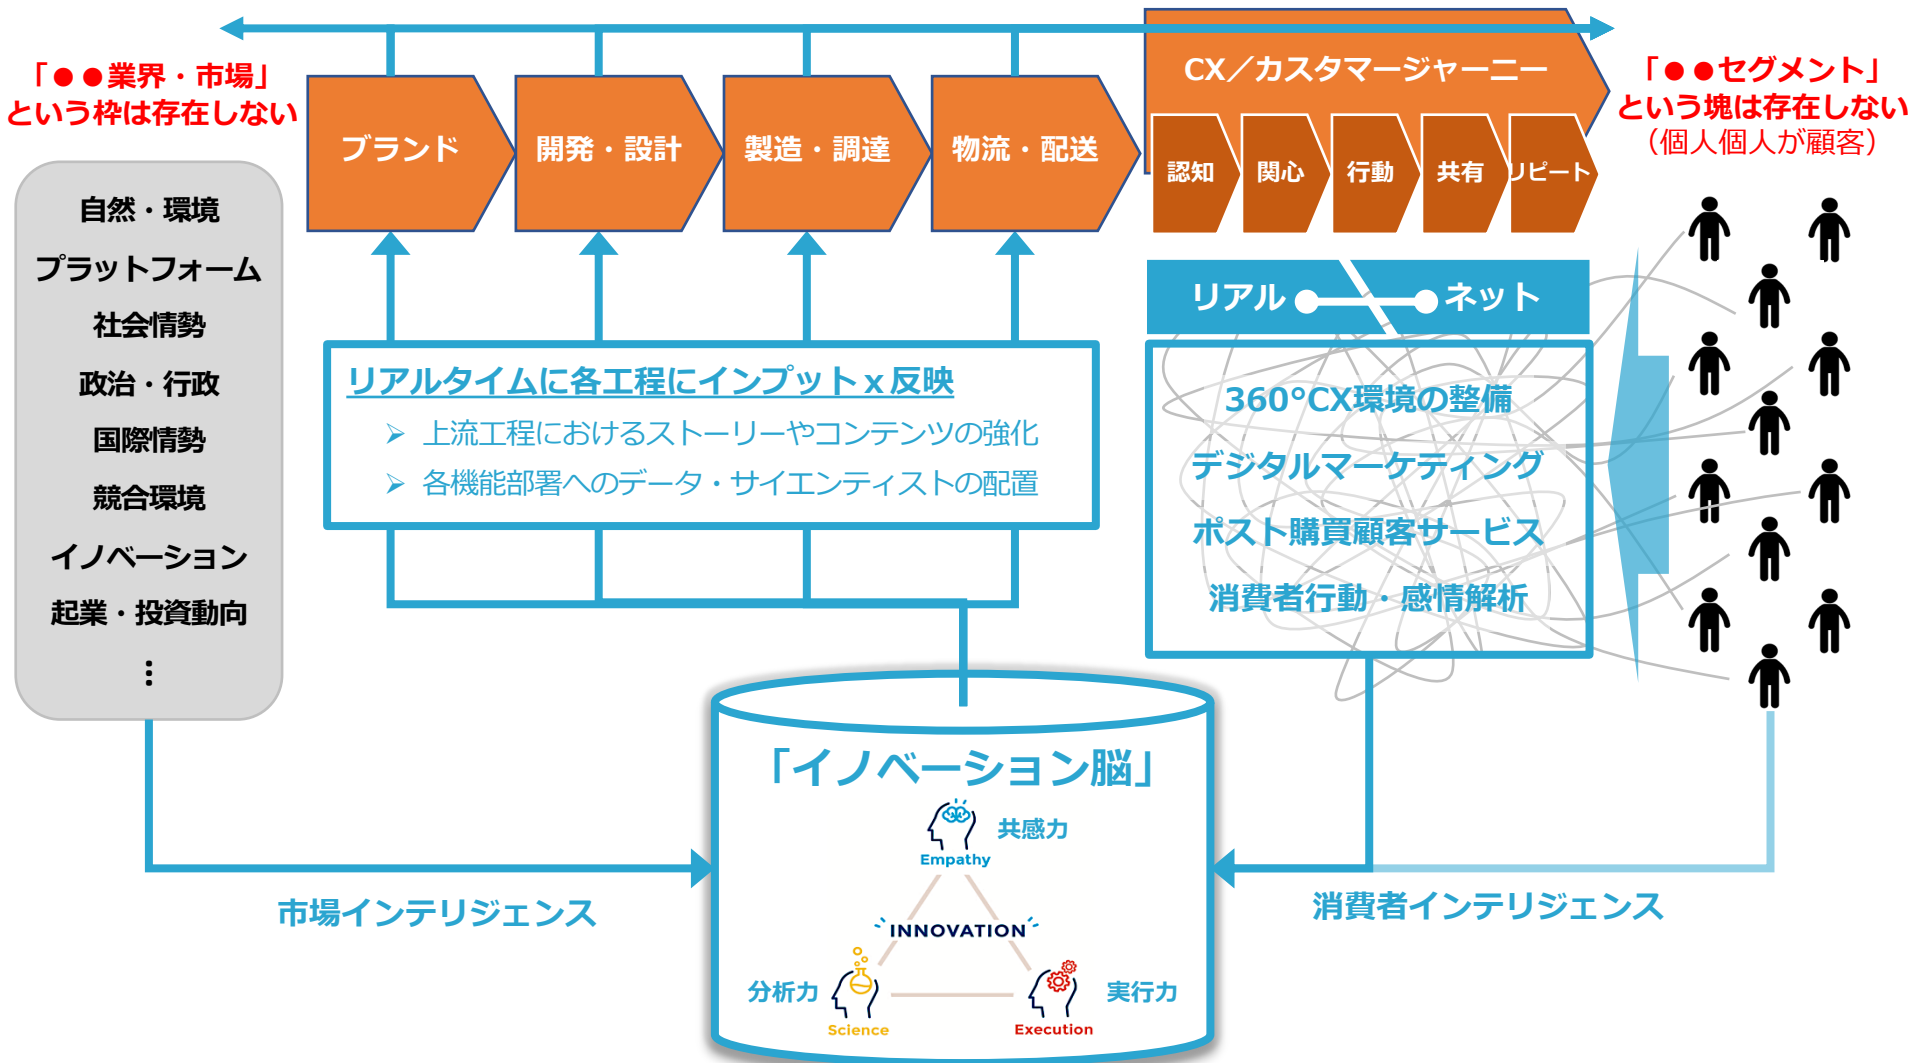 「●●業界・市場」
という枠は存在しない
自然・環境
プラットフォーム
社会情勢
政治・行政
国際情勢
競合環境
イノベーション
起業・投資動向
⋮
ブランド
開発・設計
製造・調達
物流・配送
CX／カスタマージャーニー
認知
関心
行動
共有
リピート
「●●セグメント」
という塊は存在しない
（個人個人が顧客）
リアル
ネット
リアルタイムに各工程にインプット x 反映
➢ 上流工程におけるストーリーやコンテンツの強化
➢ 各機能部署へのデータ・サイエンティストの配置
360°CX環境の整備
デジタルマーケティング
ポスト購買顧客サービス
消費者行動・感情解析
「イノベーション脳」
共感力
Empathy
INNOVATION
分析力
Science
実行力
Execution
市場インテリジェンス
消費者インテリジェンス